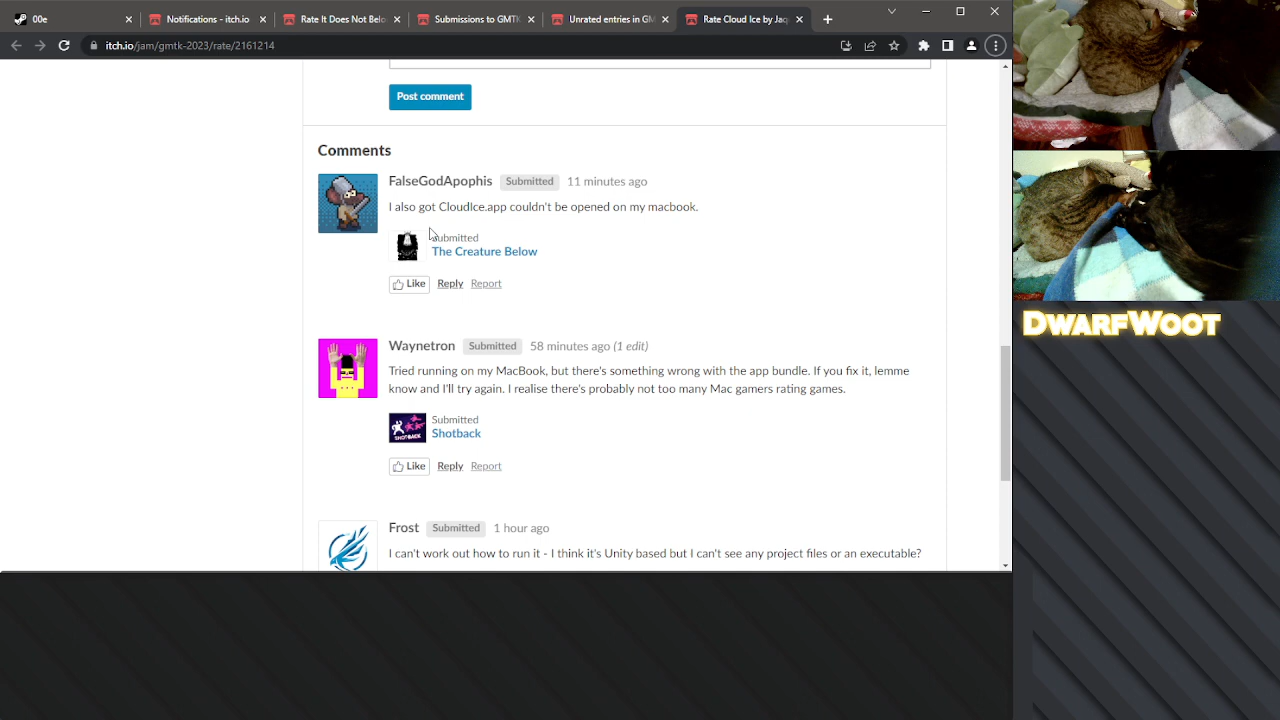 00e
Notifications - itch.io
Rate It Does Not Belo
Submissions to GMTK
Unrated entries in GM
Rate Cloud Ice by Jaq
itch.io/jam/gmtk-2023/rate/2161214
Post comment
Comments
FalseGodApophis Submitted 11 minutes ago
I also got CloudIce.app couldn't be opened on my macbook.
Submitted
The Creature Below
Like Reply Report
Waynetron Submitted 58 minutes ago (1 edit)
Tried running on my MacBook, but there's something wrong with the app bundle. If you fix it, lemme
know and I'll try again. I realise there's probably not too many Mac gamers rating games.
SHOTBACK
Submitted
Shotback
Like Reply Report
Frost Submitted 1 hour ago
I can't work out how to run it - I think it's Unity based but I can't see any project files or an executable?
DWARFWOOT